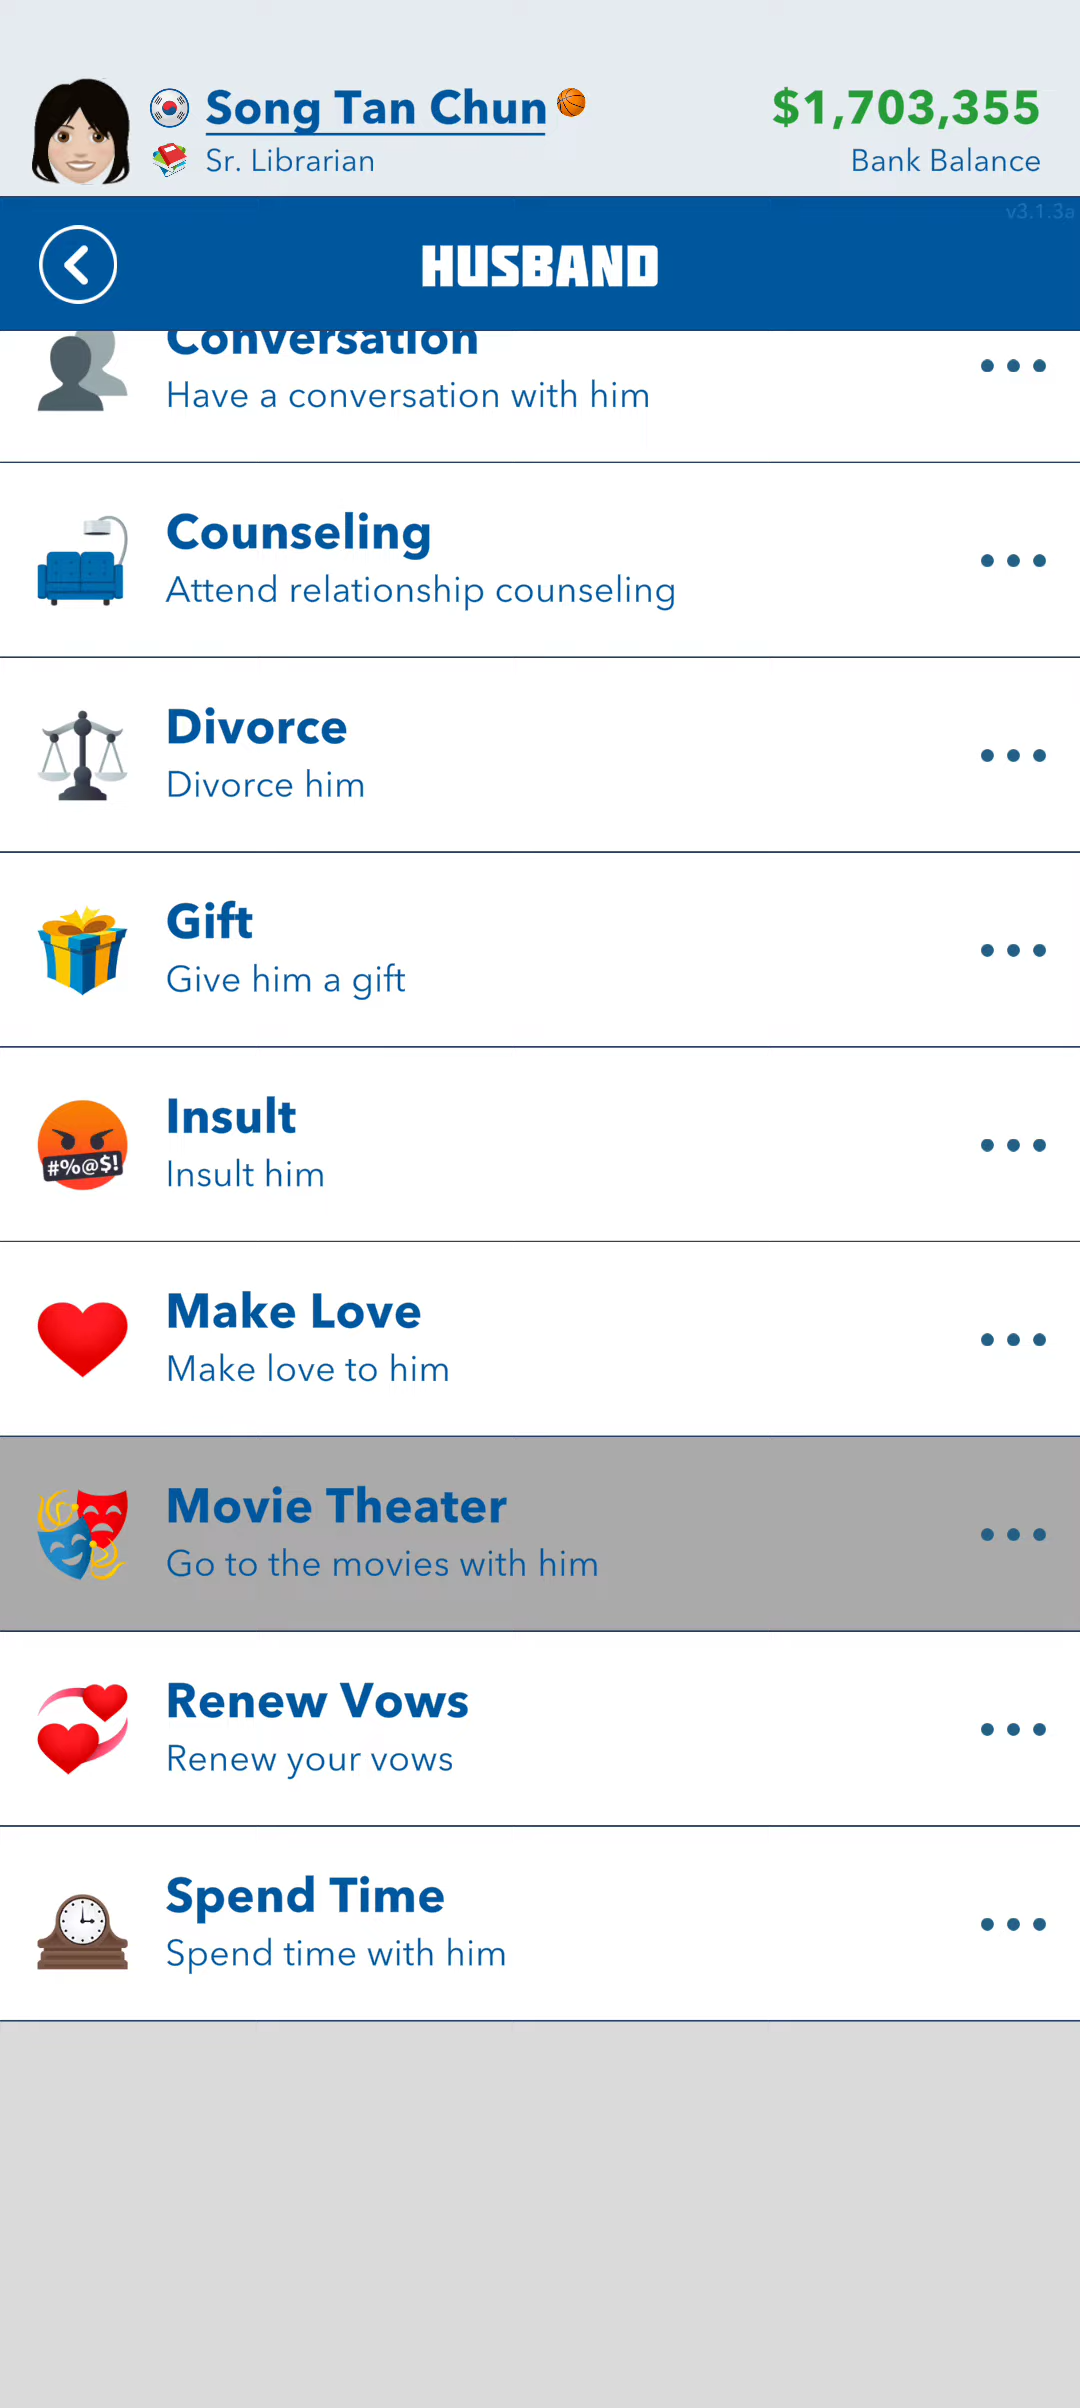 Song Tan Chun
$1,703,355
Sr. Librarian
Bank Balance
v3.1.3a
HUSBAND
Conversation
Have a conversation with him
Counseling
Attend relationship counseling
Divorce
Divorce him
Gift
Give him a gift
#%@$!
Insult
Insult him
Make Love
Make love to him
Movie Theater
Go to the movies with him
Renew Vows
Renew your vows
Spend Time
Spend time with him